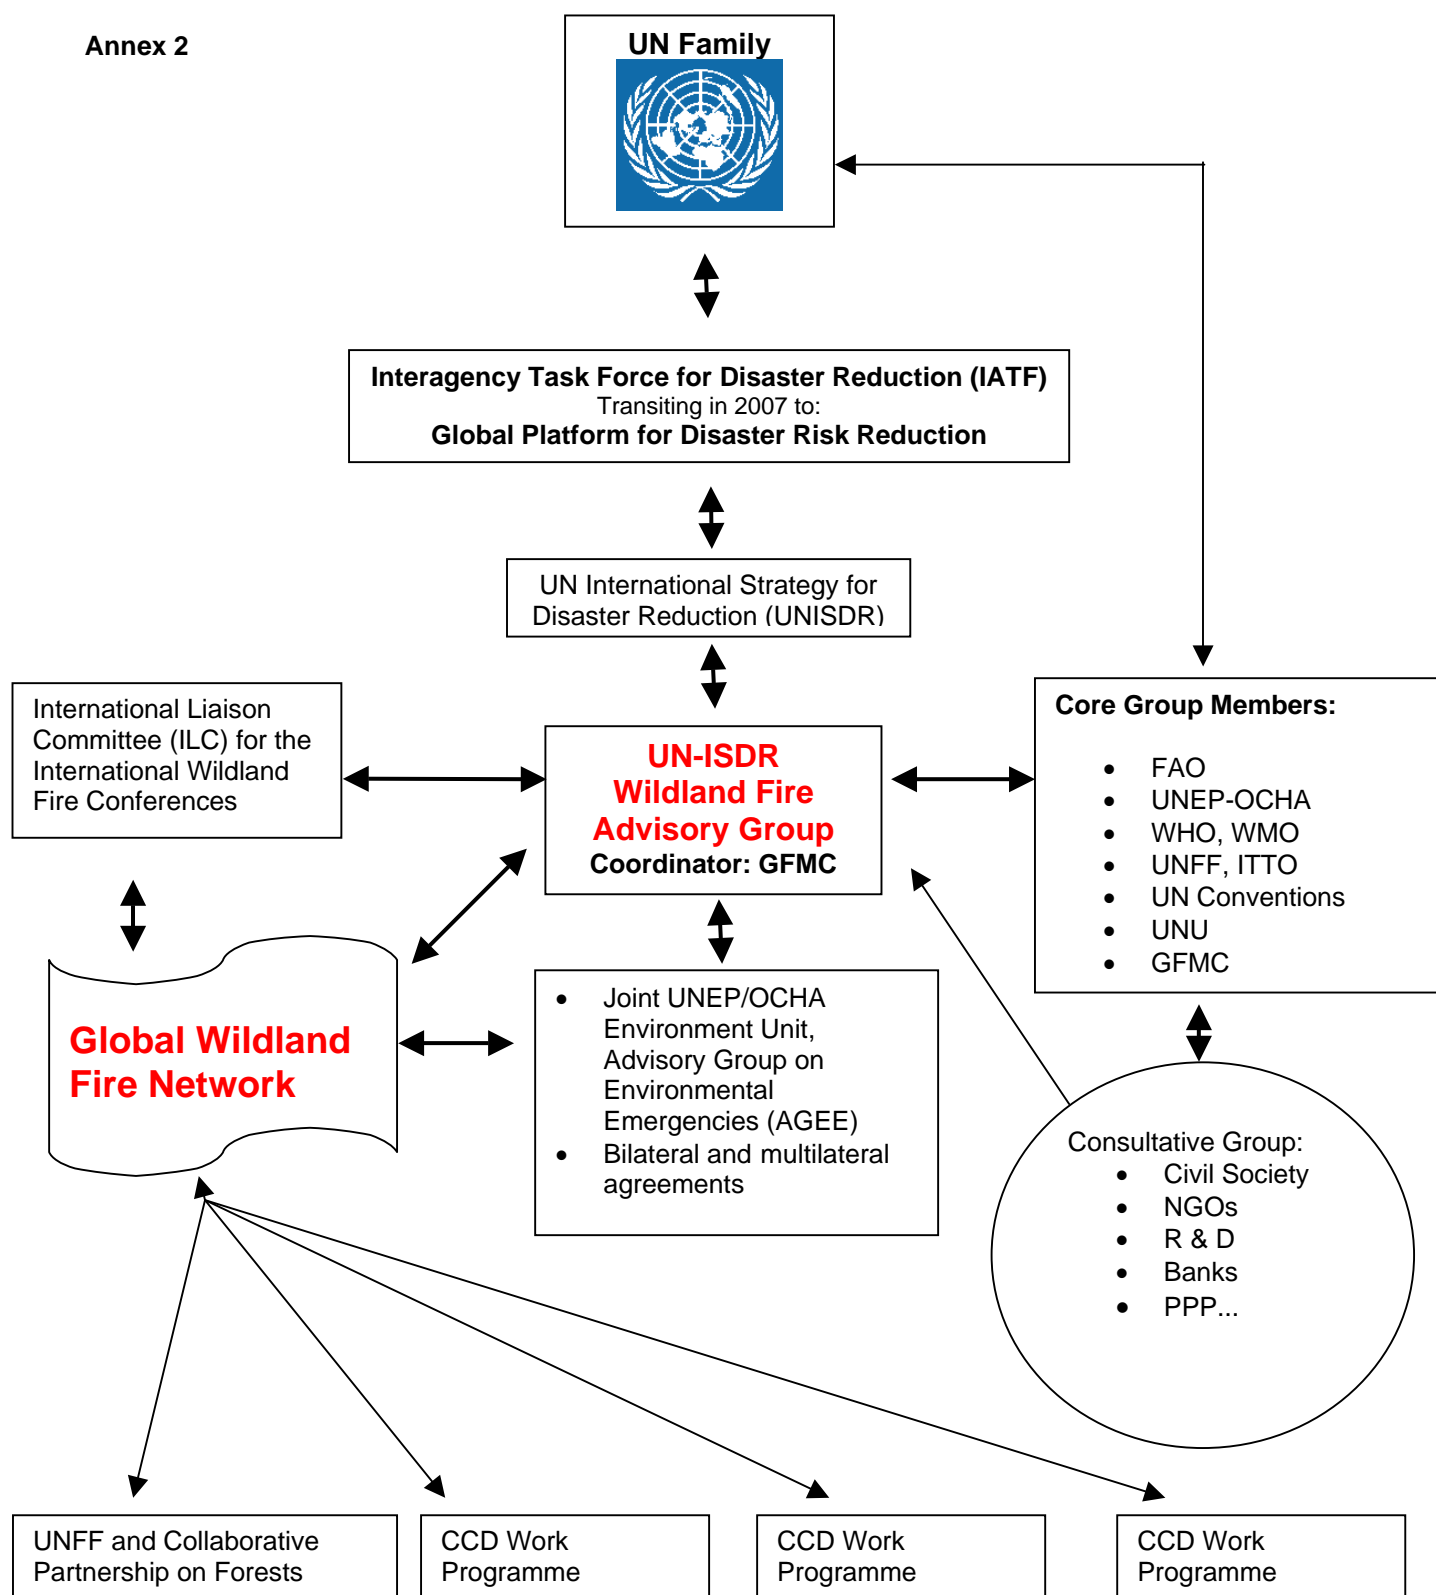 Annex 2
UN Family
Interagency Task Force for Disaster Reduction (IATF)
Transiting in 2007 to:
Global Platform for Disaster Risk Reduction
UN International Strategy for
Disaster Reduction (UNISDR)
International Liaison
Committee (ILC) for the
International Wildland
Fire Conferences
UN-ISDR
Wildland Fire
Advisory Group
Coordinator: GFMC
Core Group Members:
• FAO
• UNEP-OCHA
• WHO, WMO
• UNFF, ITTO
• UN Conventions
• UNU
• GFMC
Global Wildland
Fire Network
• Joint UNEP/OCHA
Environment Unit,
Advisory Group on
Environmental
Emergencies (AGEE)
• Bilateral and multilateral
agreements
Consultative Group:
• Civil Society
• NGOs
• R & D
• Banks
• PPP...
UNFF and Collaborative
Partnership on Forests
CCD Work
Programme
CCD Work
Programme
CCD Work
Programme